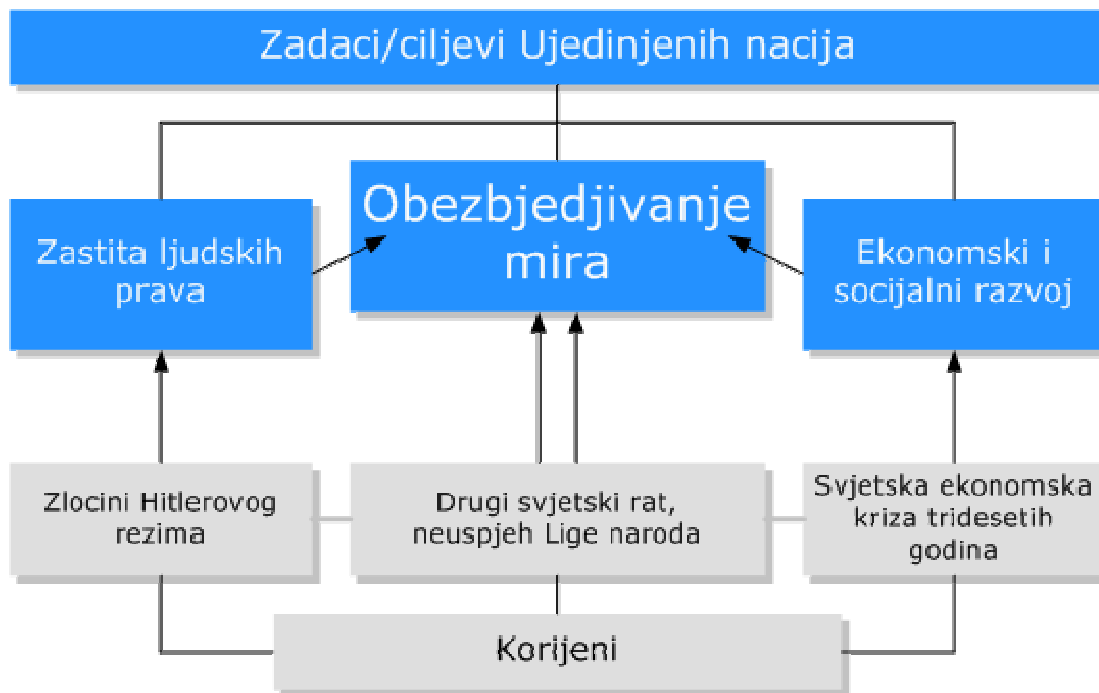 Zadaci/ciljevi Ujedinjenih nacija
Zastita ljudskih
prava
Obezbjedjivanje
mira
Ekonomski i
socijalni razvoj
Zlocini Hitlerovog
rezima
Drugi svjetski rat,
neuspjeh Lige naroda
Svjetska ekonomska
kriza tridesetih
godina
Korijeni